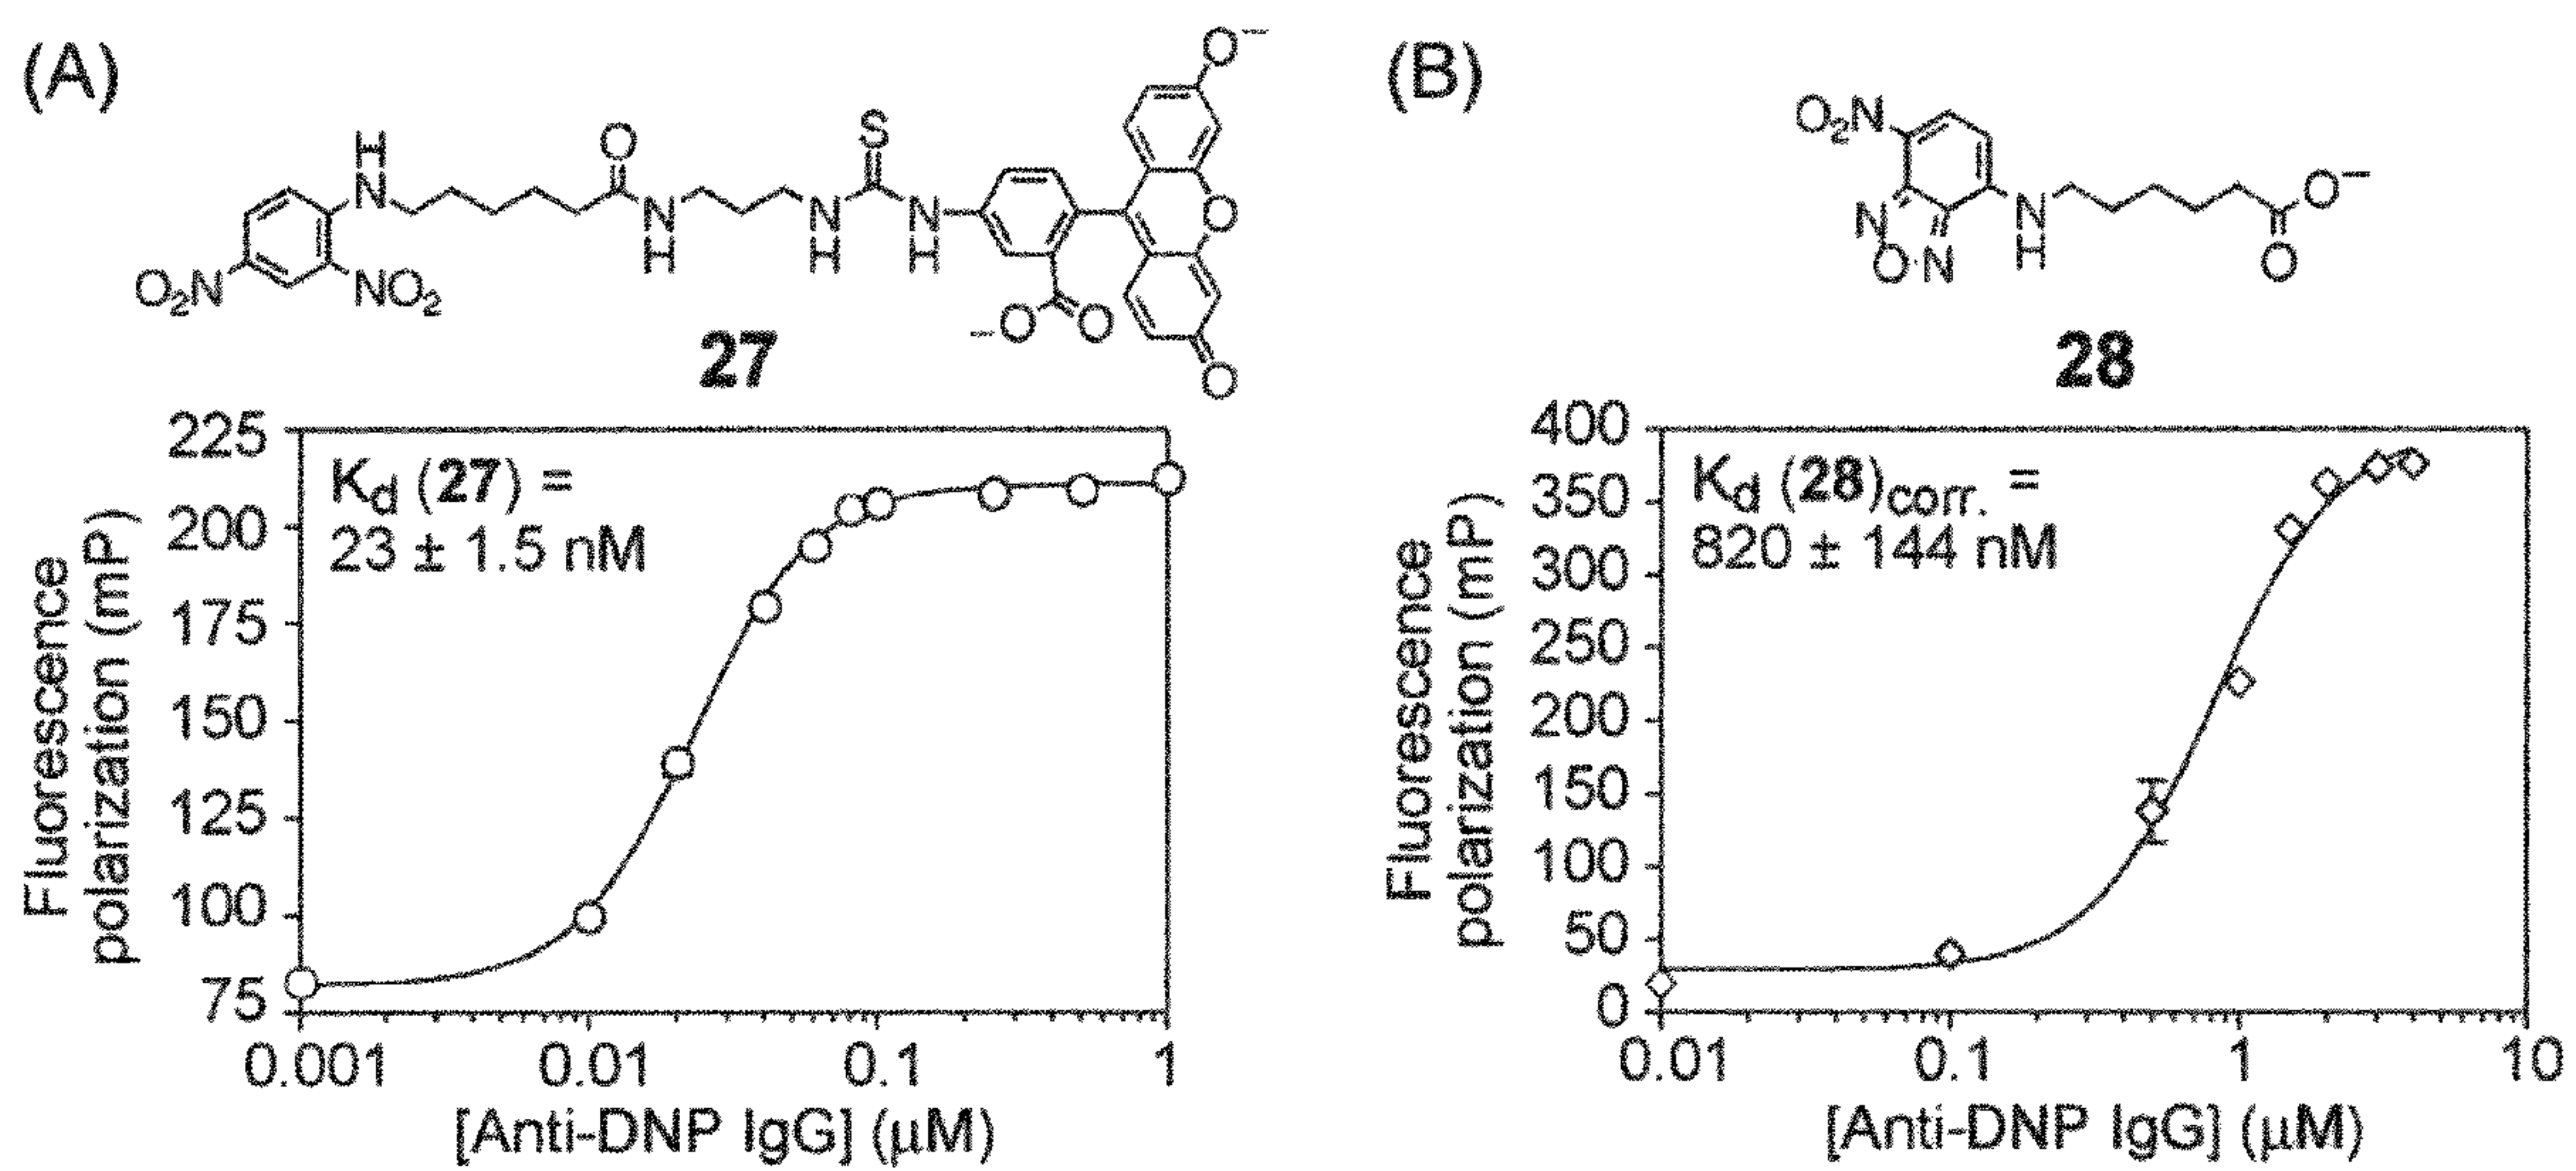 (A)
O⁻
H
N
O
S
N
H
N
H
N
H
O
O₂N
NO₂
⁻O
O
O
27
225
200
175
150
125
100
75
K_d (27) =
23 ± 1.5 nM
Fluorescence
polarization (mP)
0.001 0.01 0.1 1
[Anti-DNP IgG] (μM)
(B)
O₂N
N
O
N
N
H
O⁻
O
28
400
350
300
250
200
150
100
50
0
K_d (28)corr. =
820 ± 144 nM
Fluorescence
polarization (mP)
0.01 0.1 1 10
[Anti-DNP IgG] (μM)